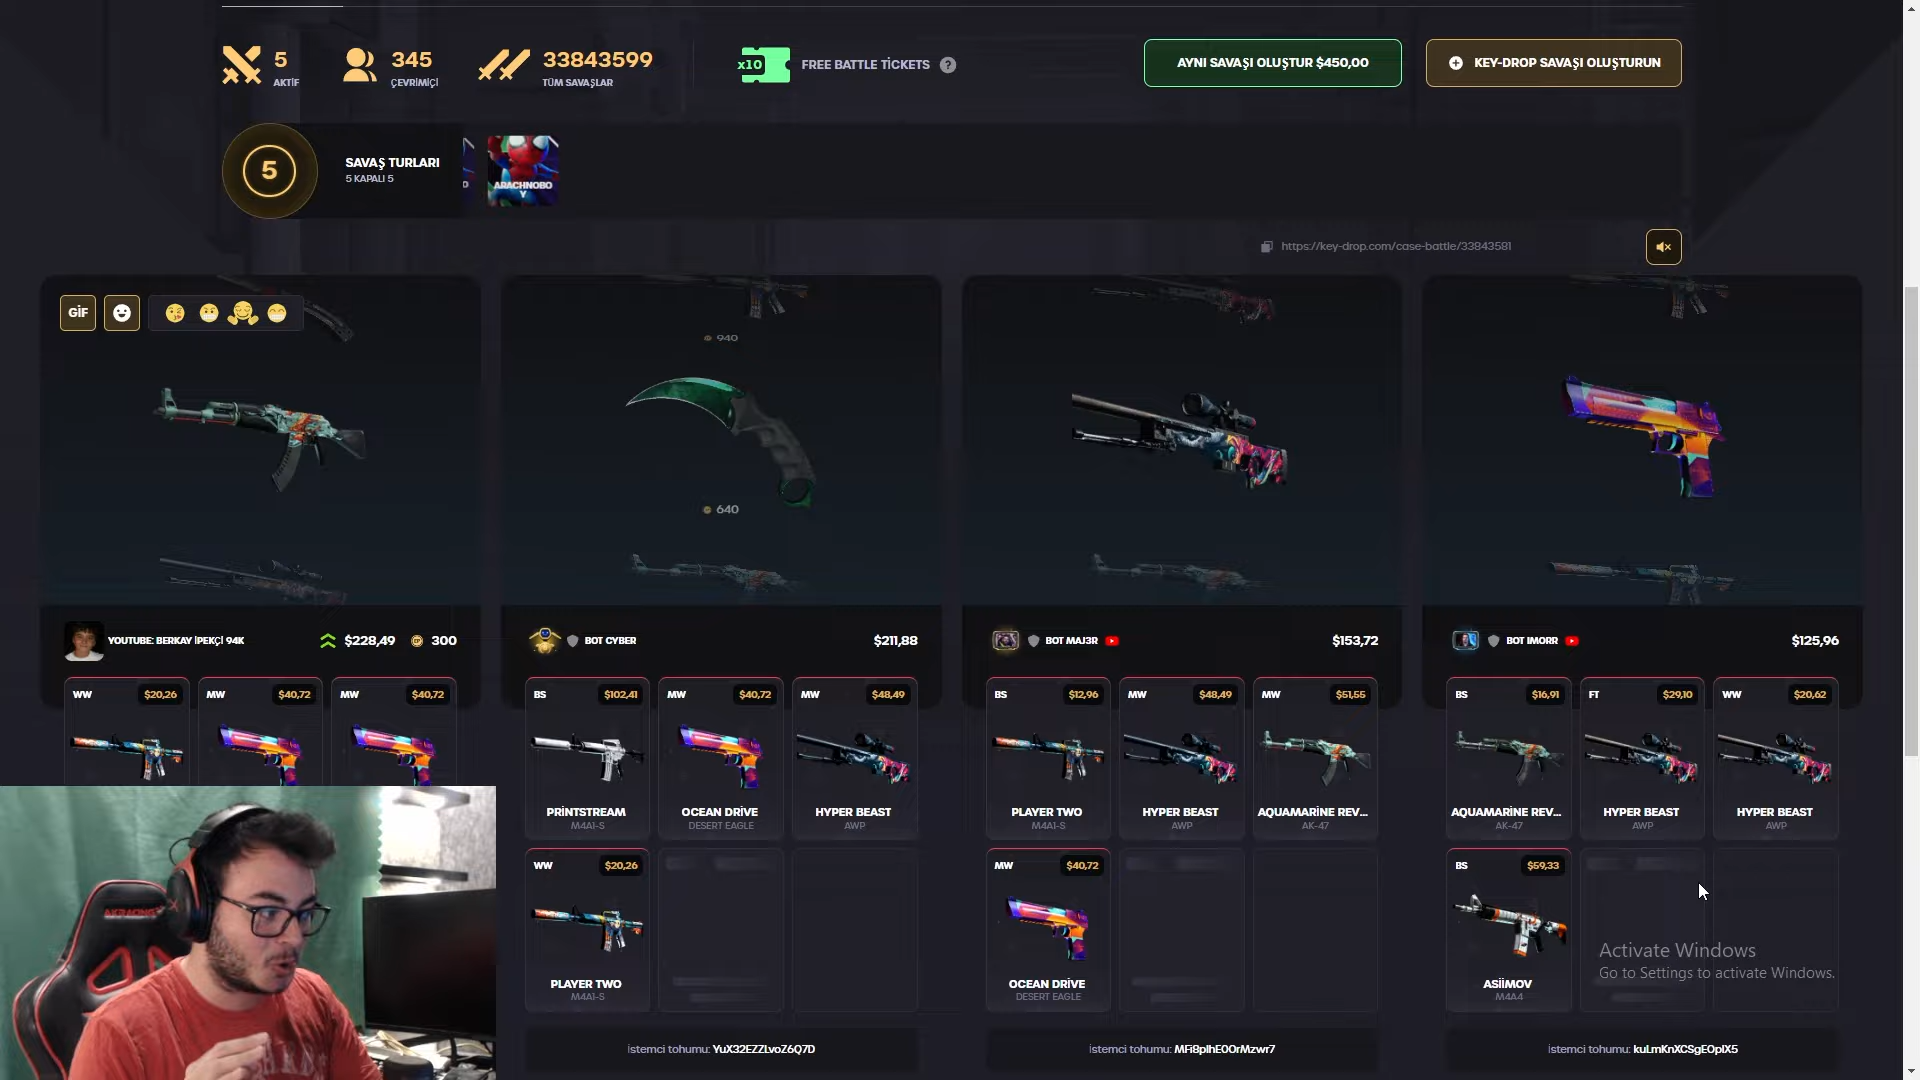 5
AKTİF
345
ÇEVRİMİÇİ
33843599
TÜM SAVAŞLAR
x10
FREE BATTLE TİCKETS ?
AYNI SAVAŞI OLUŞTUR $450,00
KEY-DROP SAVAŞI OLUŞTURUN
5
SAVAŞ TURLARI
5 KAPALI 5
ARACHNOBO
Y
https://key-drop.com/case-battle/33843581
GİF
940
640
YOUTUBE: BERKAY İPEKÇİ 94K
$228,49
300
BOT CYBER
$211,88
BOT MAJ3R
$153,72
BOT IMORR
$125,96
WW $20,26
MW $40,72
MW $40,72
BS $102,41
MW $40,72
MW $48,49
BS $12,96
MW $48,49
MW $51,55
BS $16,91
FT $29,10
WW $20,62
PRİNTSTREAM
M4A1-S
OCEAN DRİVE
DESERT EAGLE
HYPER BEAST
AWP
PLAYER TWO
M4A1-S
HYPER BEAST
AWP
AQUAMARİNE REV...
AK-47
AQUAMARİNE REV...
AK-47
HYPER BEAST
AWP
HYPER BEAST
AWP
WW $20,26
MW $40,72
BS $59,33
AKRACING
PLAYER TWO
M4A1-S
OCEAN DRİVE
DESERT EAGLE
ASİİMOV
M4A4
Activate Windows
Go to Settings to activate Windows.
İstemci tohumu: YuX32EZZLvoZ6Q7D
İstemci tohumu: MFi8plhE0OrMzwr7
İstemci tohumu: kuLmKnXCSgEOplX5